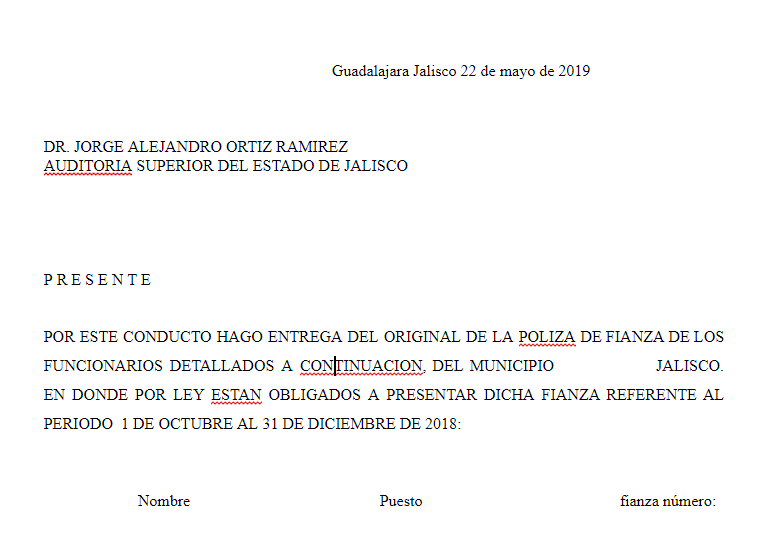 Guadalajara Jalisco 22 de mayo de 2019
DR. JORGE ALEJANDRO ORTIZ RAMIREZ
AUDITORIA SUPERIOR DEL ESTADO DE JALISCO
P R E S E N T E
POR ESTE CONDUCTO HAGO ENTREGA DEL ORIGINAL DE LA POLIZA DE FIANZA DE LOS
FUNCIONARIOS DETALLADOS A CONTINUACION, DEL MUNICIPIO JALISCO.
EN DONDE POR LEY ESTAN OBLIGADOS A PRESENTAR DICHA FIANZA REFERENTE AL
PERIODO 1 DE OCTUBRE AL 31 DE DICIEMBRE DE 2018:
Nombre Puesto fianza número: